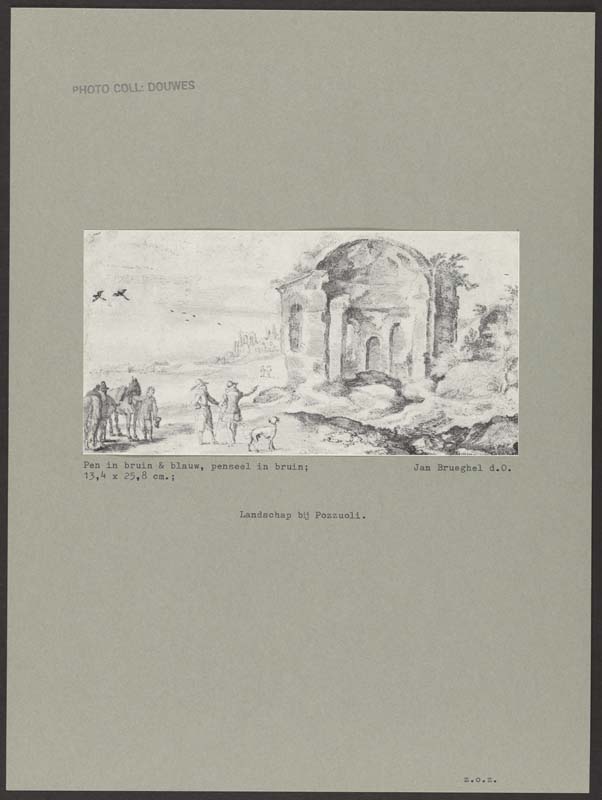 PHOTO COLL: DOUWES
Pen in bruin & blauw, penseel in bruin;
13,4 x 25,8 cm.;
Jan Brueghel d.O.
Landschap bij Pozzuoli.
z.o.z.